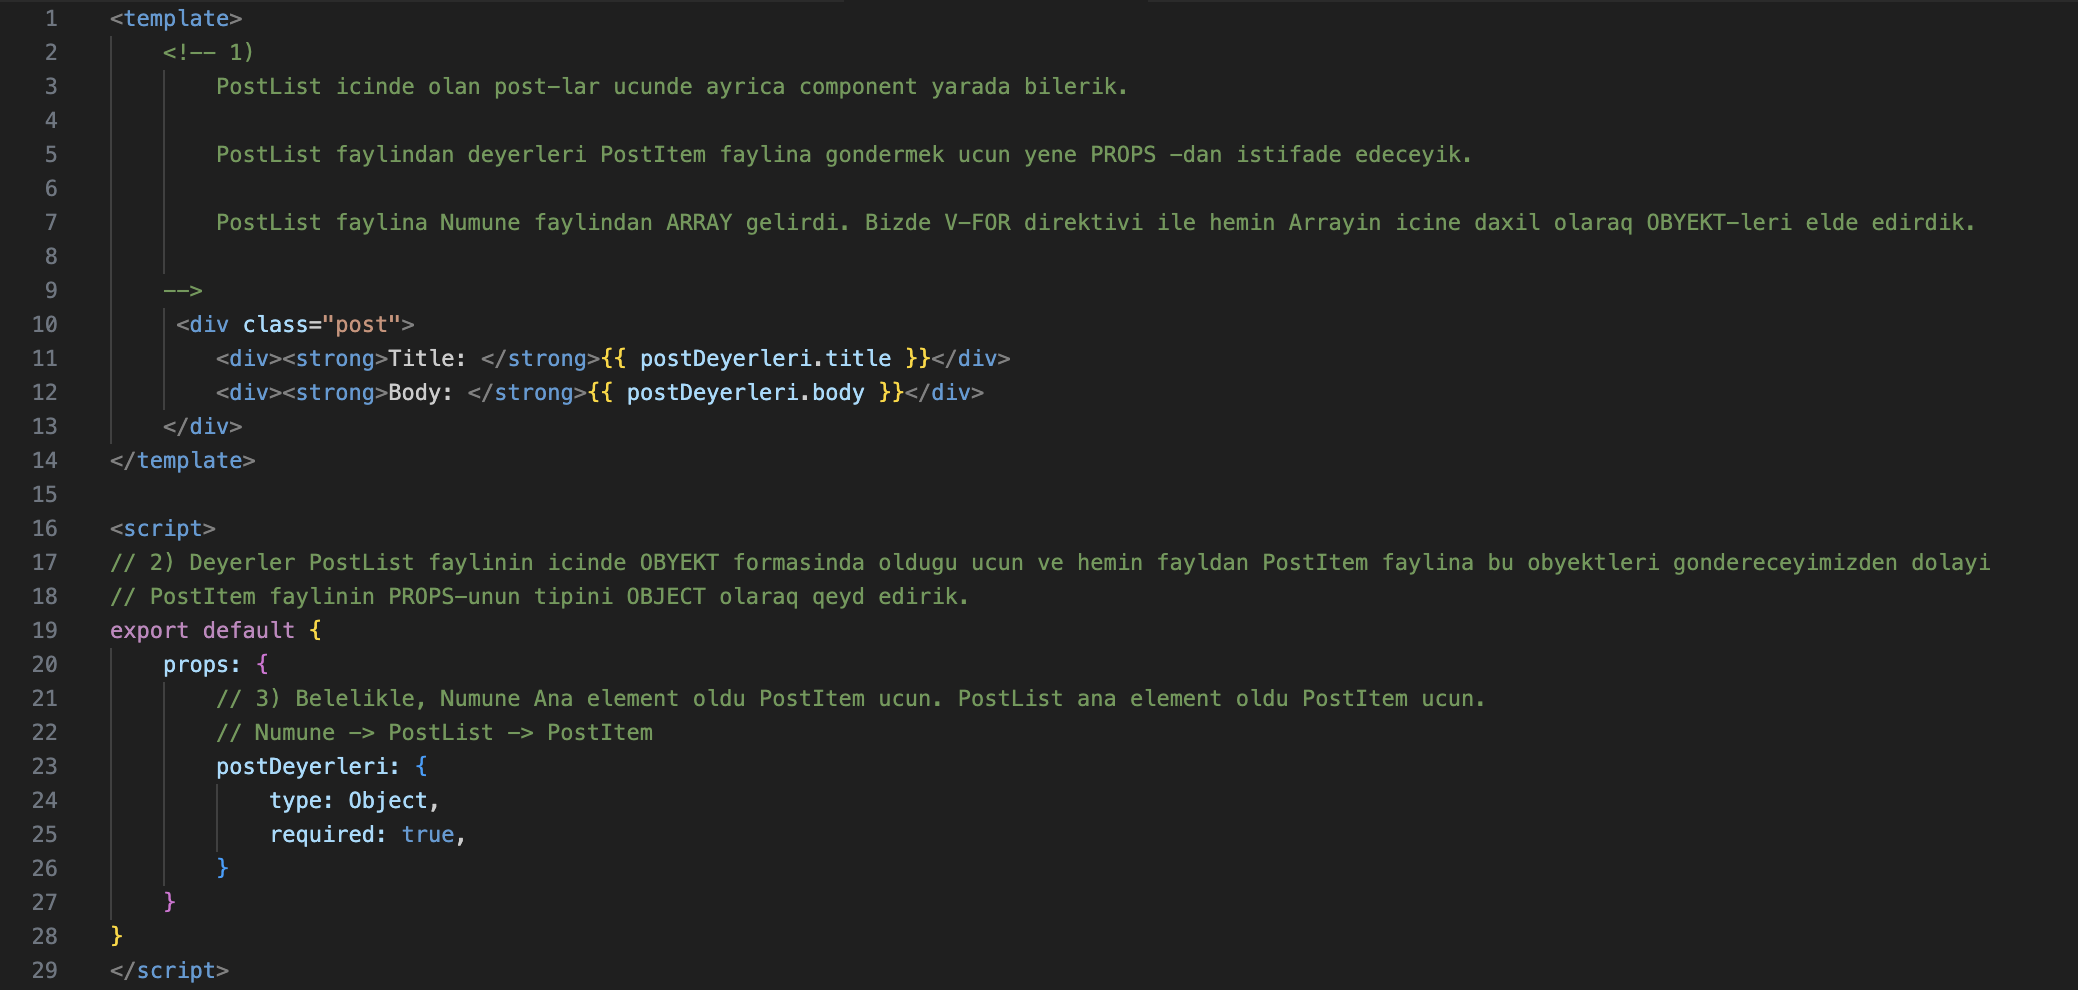 1 <template>
2     <!-- 1)
3         PostList icinde olan post-lar ucunde ayrica component yarada bilerik.
4
5         PostList faylindan deyerleri PostItem faylina gondermek ucun yene PROPS -dan istifade edeceyik.
6
7         PostList faylina Numune faylindan ARRAY gelirdi. Bizde V-FOR direktivi ile hemin Arrayin icine daxil olaraq OBYEKT-leri elde edirdik.
8
9     -->
10      <div class="post">
11         <div><strong>Title: </strong>{{ postDeyerleri.title }}</div>
12         <div><strong>Body: </strong>{{ postDeyerleri.body }}</div>
13     </div>
14 </template>
15
16 <script>
17 // 2) Deyerler PostList faylinin icinde OBYEKT formasinda oldugu ucun ve hemin fayldan PostItem faylina bu obyektleri gondereceyimizden dolayi
18 // PostItem faylinin PROPS-unun tipini OBJECT olaraq qeyd edirik.
19 export default {
20     props: {
21         // 3) Belelikle, Numune Ana element oldu PostItem ucun. PostList ana element oldu PostItem ucun.
22         // Numune -> PostList -> PostItem
23         postDeyerleri: {
24             type: Object,
25             required: true,
26         }
27     }
28 }
29 </script>